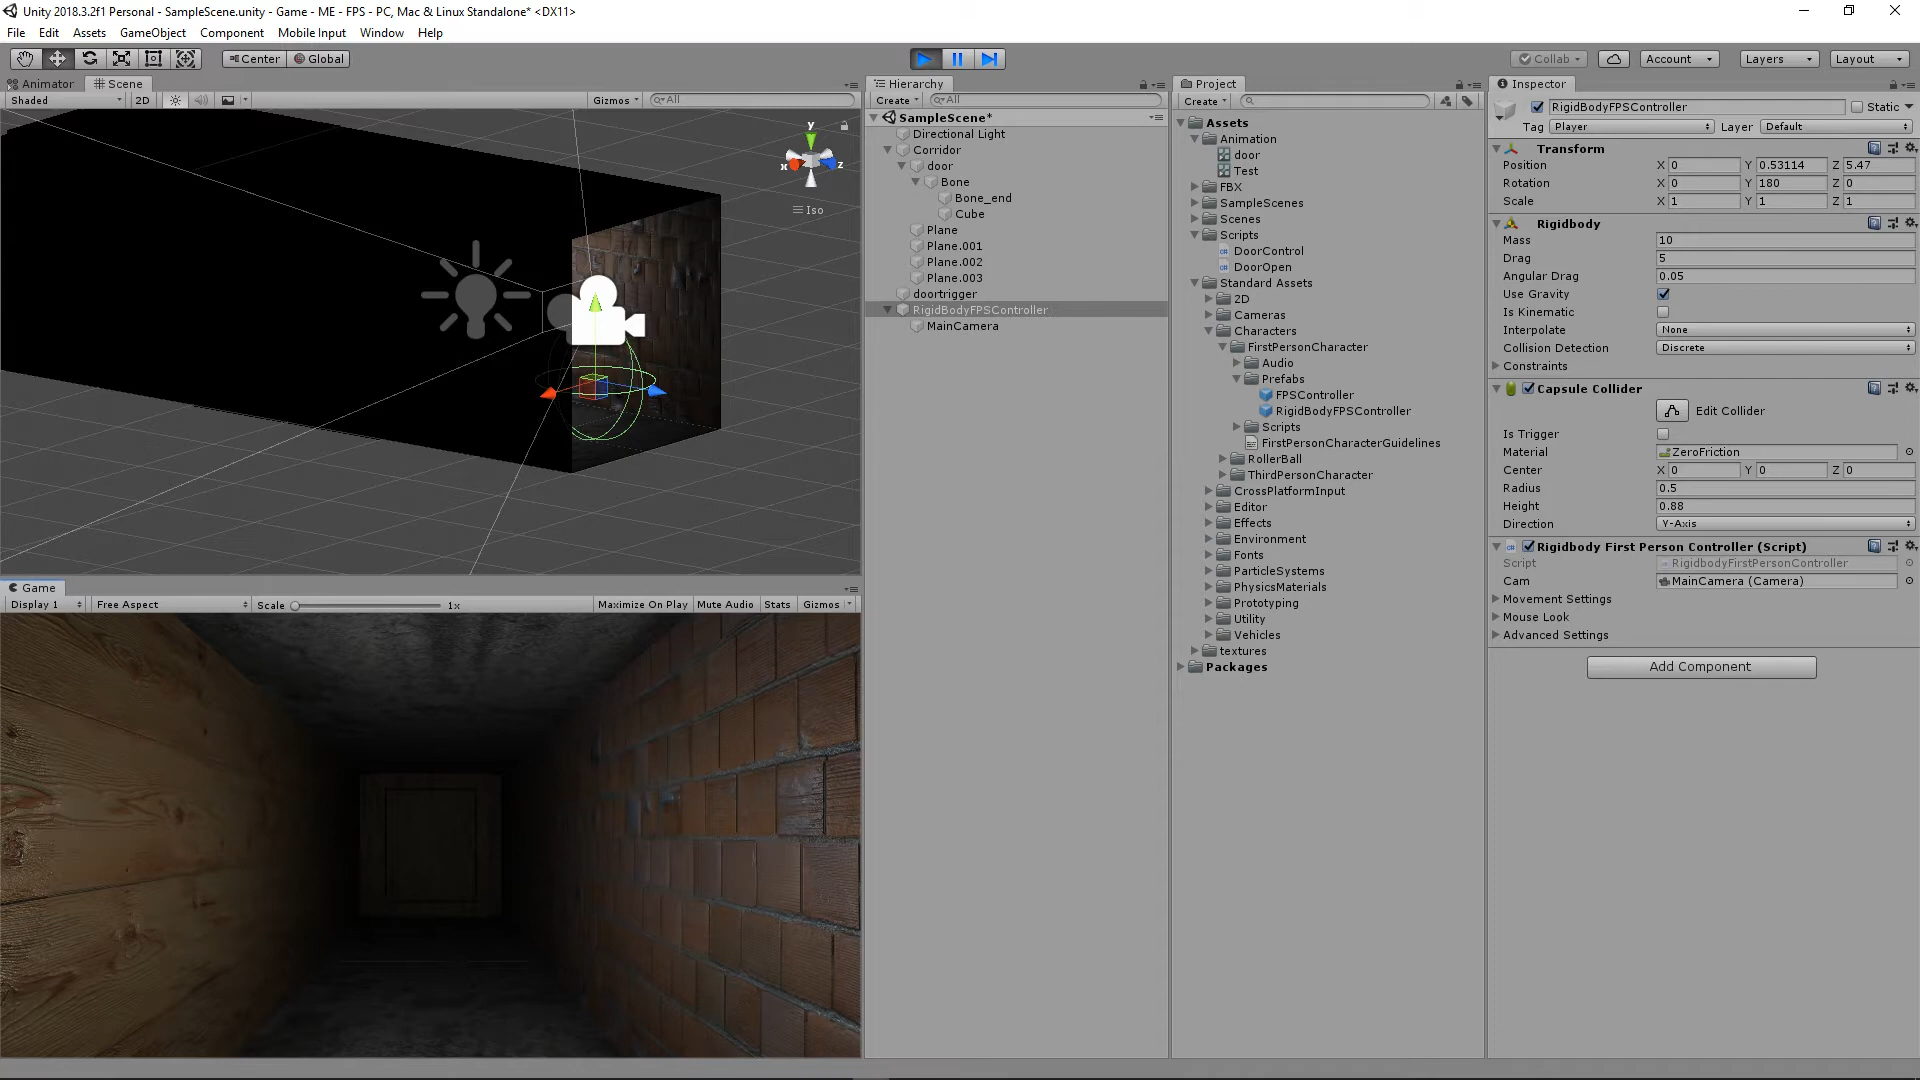 Unity 2018.3.2f1 Personal - SampleScene.unity - Game - ME - FPS - PC, Mac & Linux Standalone* <DX11>
File Edit Assets GameObject Component Mobile Input Window Help
Center Global Collab Account Layers Layout
Animator Scene
Shaded 2D Gizmos All
y
x
z
Iso
Game
Display 1 Free Aspect Scale 1x Maximize On Play Mute Audio Stats Gizmos
Hierarchy
Create All
SampleScene*
Directional Light
Corridor
door
Bone
Bone_end
Cube
Plane
Plane.001
Plane.002
Plane.003
doortrigger
RigidBodyFPSController
MainCamera
Project
Create
Assets
Animation
door
Test
FBX
SampleScenes
Scenes
Scripts
DoorControl
DoorOpen
Standard Assets
2D
Cameras
Characters
FirstPersonCharacter
Audio
Prefabs
FPSController
RigidBodyFPSController
Scripts
FirstPersonCharacterGuidelines
RollerBall
ThirdPersonCharacter
CrossPlatformInput
Editor
Effects
Environment
Fonts
ParticleSystems
PhysicsMaterials
Prototyping
Utility
Vehicles
textures
Packages
Inspector
RigidBodyFPSController Static
Tag Player Layer Default
Transform
Position X 0 Y 0.53114 Z 5.47
Rotation X 0 Y 180 Z 0
Scale X 1 Y 1 Z 1
Rigidbody
Mass 10
Drag 5
Angular Drag 0.05
Use Gravity
Is Kinematic
Interpolate None
Collision Detection Discrete
Constraints
Capsule Collider
Edit Collider
Is Trigger
Material ZeroFriction
Center X 0 Y 0 Z 0
Radius 0.5
Height 0.88
Direction Y-Axis
Rigidbody First Person Controller (Script)
Script RigidbodyFirstPersonController
Cam MainCamera (Camera)
Movement Settings
Mouse Look
Advanced Settings
Add Component